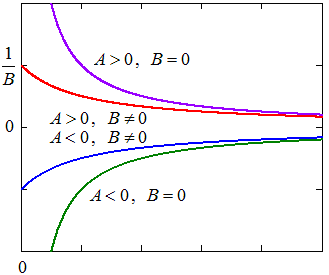 A > 0 , B = 0
1
B
A > 0 , B ≠ 0
0
A < 0 , B ≠ 0
A < 0 , B = 0
0